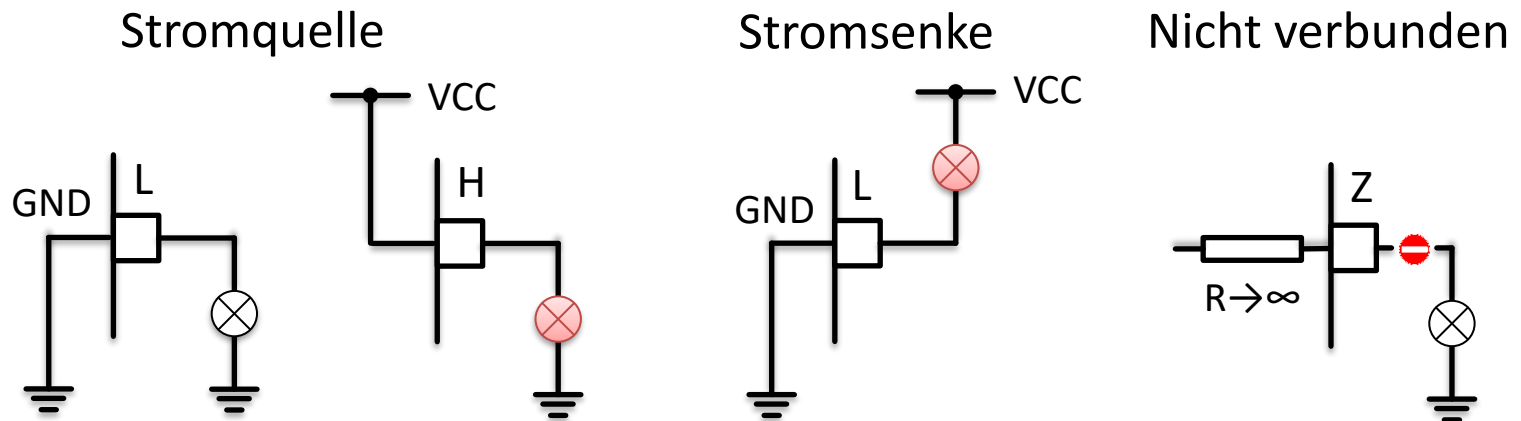 Stromquelle
GND
L
VCC
H
Stromsenke
VCC
GND
L
Nicht verbunden
Z
R→∞